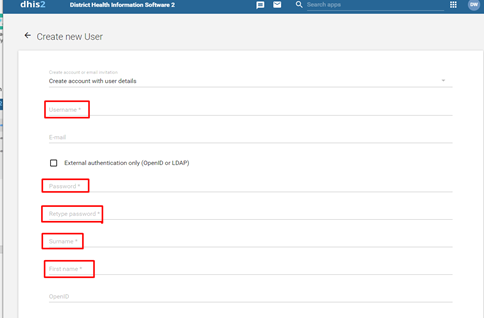 dhis2 District Health Information Software 2 Search apps SW
Create new User
Create account or email invitation
Create account with user details
Username *
E-mail
External authentication only (OpenID or LDAP)
Password *
Retype password *
Surname *
First name *
OpenID